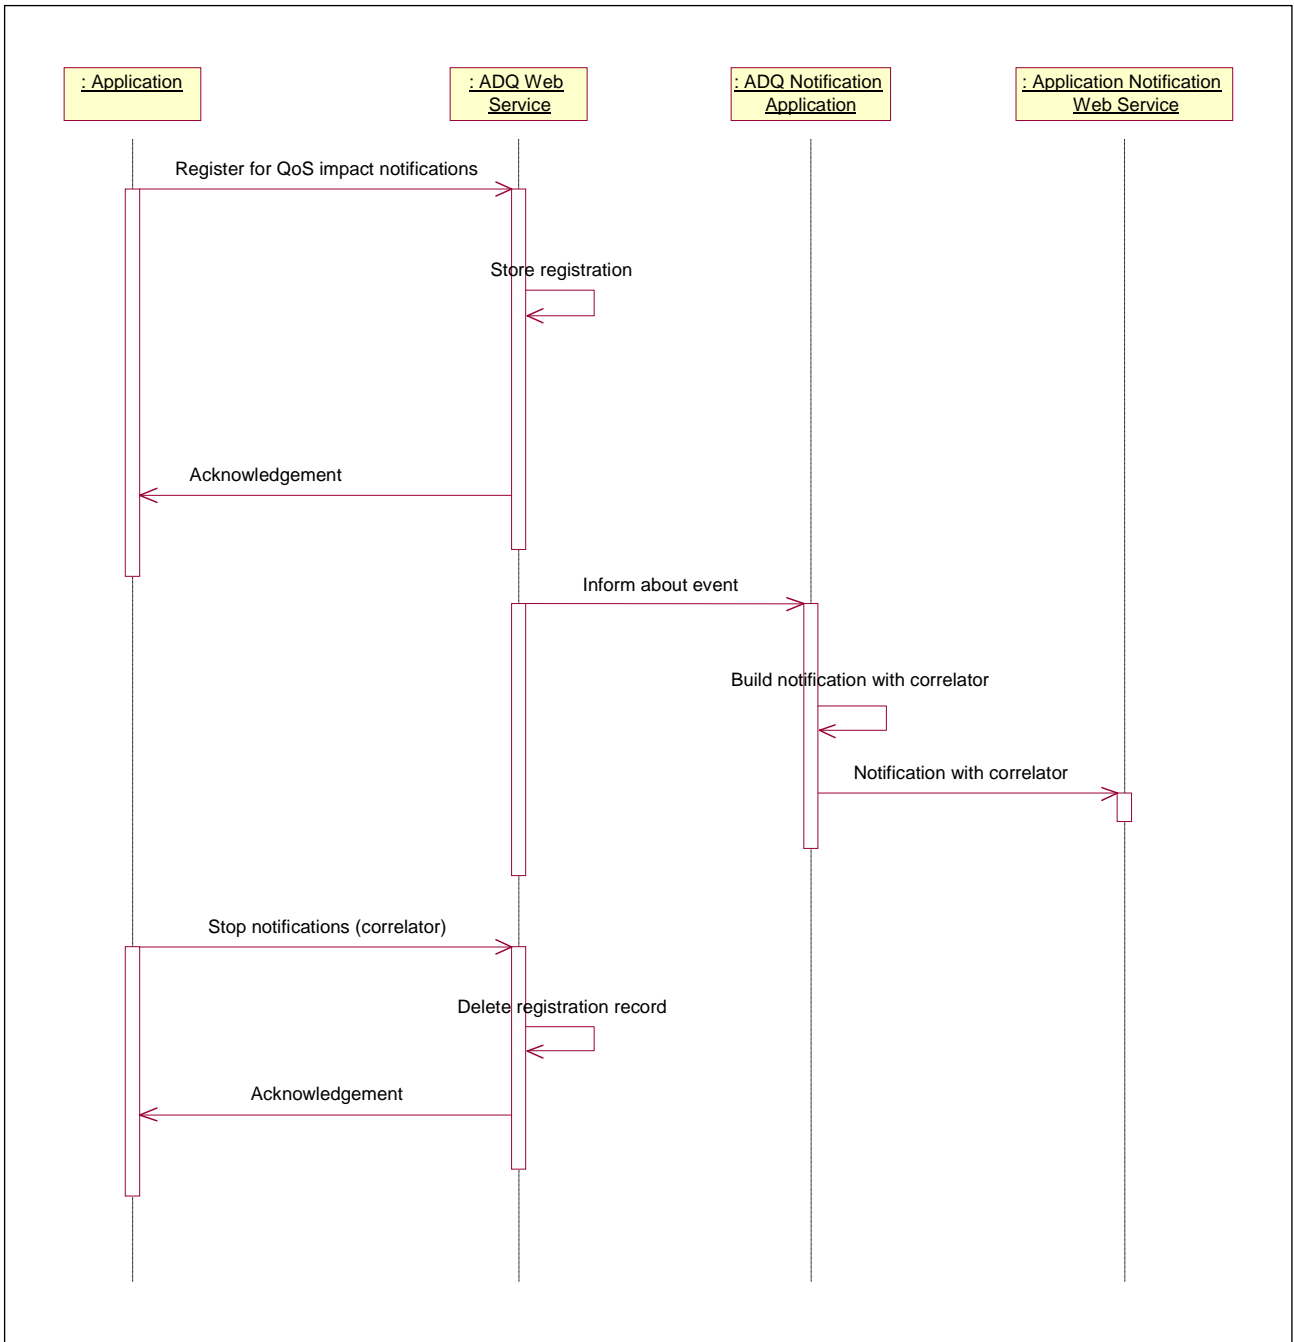 : Application
: ADQ Web
Service
: ADQ Notification
Application
: Application Notification
Web Service
Register for QoS impact notifications
Store registration
Acknowledgement
Inform about event
Build notification with correlator
Notification with correlator
Stop notifications (correlator)
Delete registration record
Acknowledgement